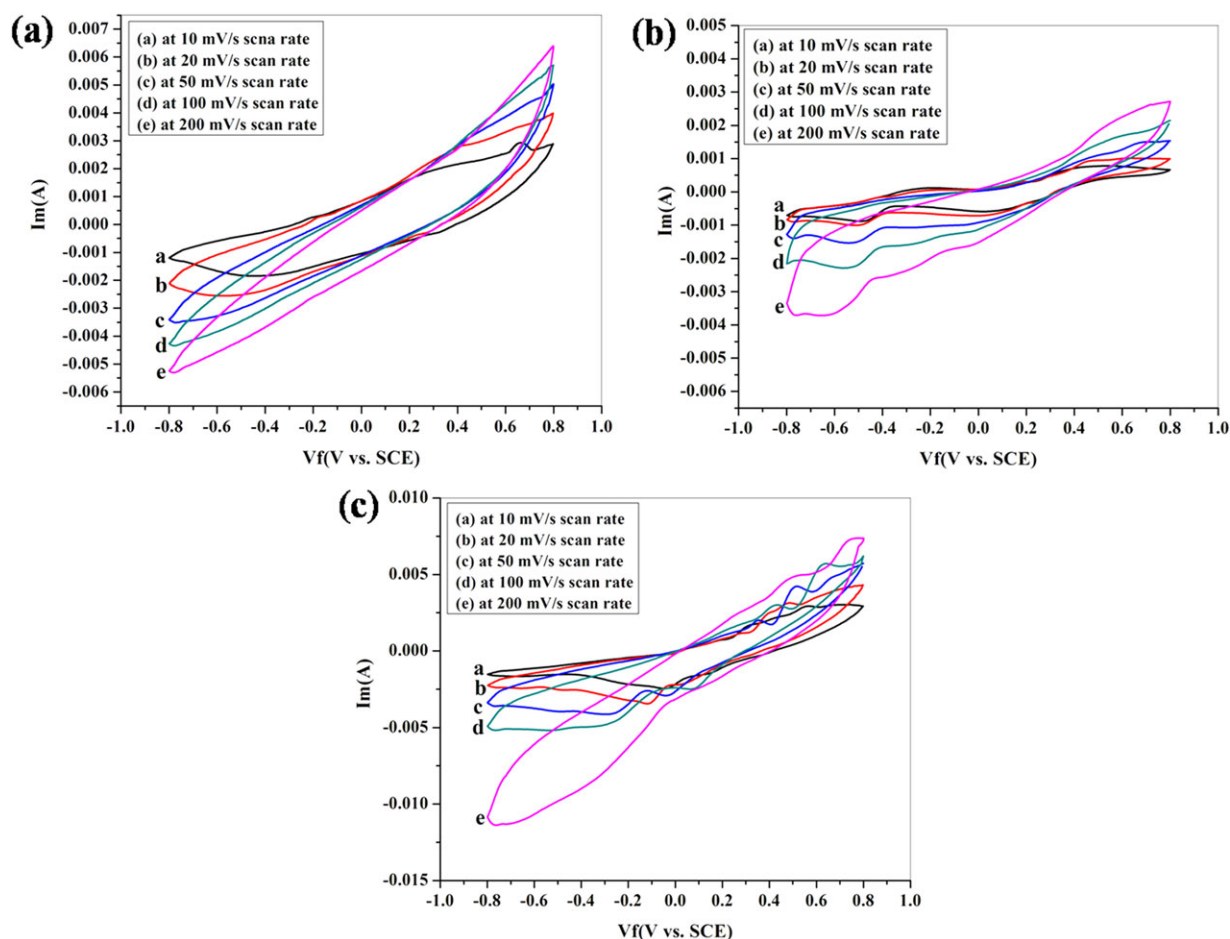 (a)
(a) at 10 mV/s scna rate
(b) at 20 mV/s scan rate
(c) at 50 mV/s scan rate
(d) at 100 mV/s scan rate
(e) at 200 mV/s scan rate
0.007
0.006
0.005
0.004
0.003
0.002
0.001
0.000
-0.001
-0.002
-0.003
-0.004
-0.005
-0.006
Im(A)
a
b
c
d
e
-1.0 -0.8 -0.6 -0.4 -0.2 0.0 0.2 0.4 0.6 0.8 1.0
Vf(V vs. SCE)
(b)
(a) at 10 mV/s scan rate
(b) at 20 mV/s scan rate
(c) at 50 mV/s scan rate
(d) at 100 mV/s scan rate
(e) at 200 mV/s scan rate
0.005
0.004
0.003
0.002
0.001
0.000
-0.001
-0.002
-0.003
-0.004
-0.005
-0.006
Im(A)
a
b
c
d
e
-1.0 -0.8 -0.6 -0.4 -0.2 0.0 0.2 0.4 0.6 0.8 1.0
Vf(V vs. SCE)
(c)
(a) at 10 mV/s scan rate
(b) at 20 mV/s scan rate
(c) at 50 mV/s scan rate
(d) at 100 mV/s scan rate
(e) at 200 mV/s scan rate
0.010
0.005
0.000
-0.005
-0.010
-0.015
Im(A)
a
b
c
d
e
-1.0 -0.8 -0.6 -0.4 -0.2 0.0 0.2 0.4 0.6 0.8 1.0
Vf(V vs. SCE)